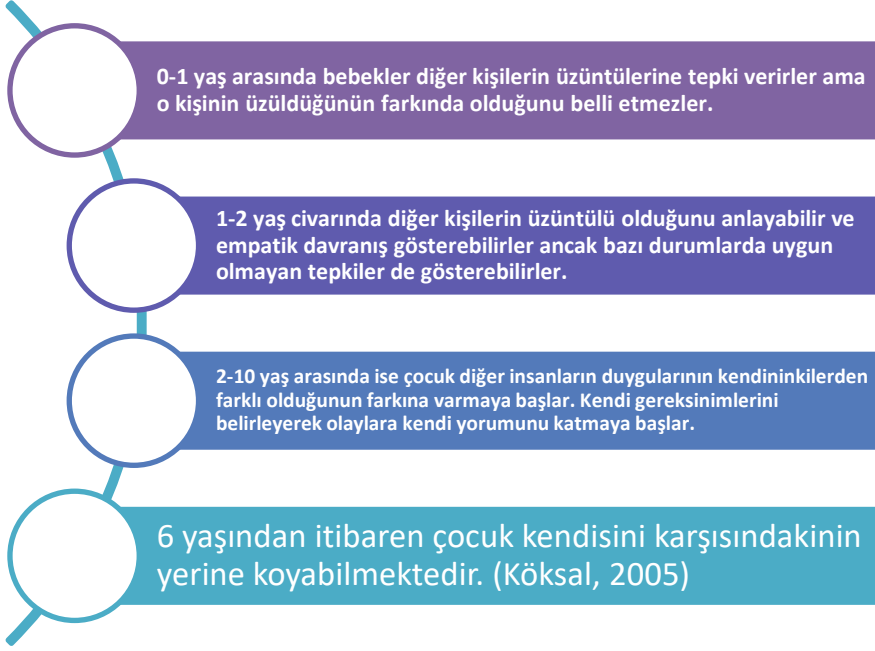 0-1 yaş arasında bebekler diğer kişilerin üzüntülerine tepki verirler ama
o kişinin üzüldüğünün farkında olduğunu belli etmezler.
1-2 yaş civarında diğer kişilerin üzüntülü olduğunu anlayabilir ve
empatik davranış gösterebilirler ancak bazı durumlarda uygun
olmayan tepkiler de gösterebilirler.
2-10 yaş arasında ise çocuk diğer insanların duygularının kendininkilerden
farklı olduğunun farkına varmaya başlar. Kendi gereksinimlerini
belirleyerek olaylara kendi yorumunu katmaya başlar.
6 yaşından itibaren çocuk kendisini karşısındakinin
yerine koyabilmektedir. (Köksal, 2005)